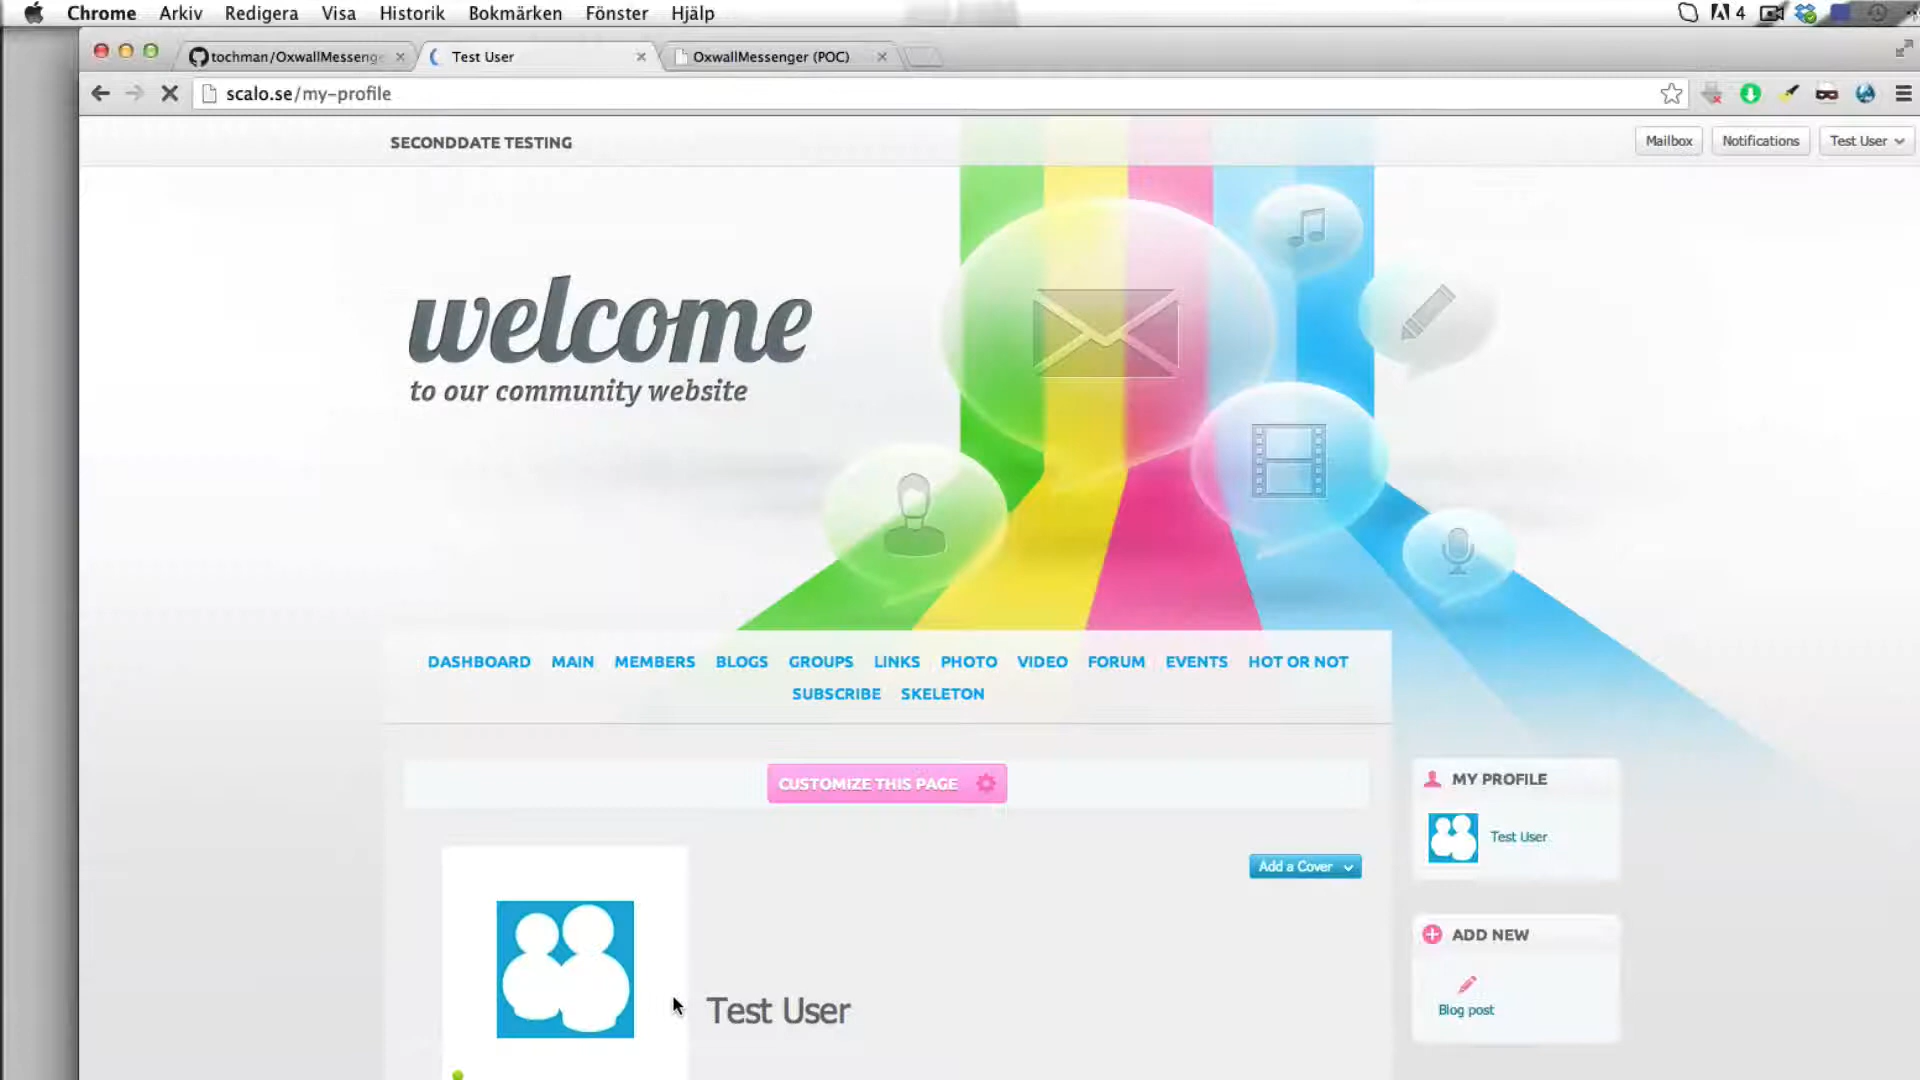 Chrome Arkiv Redigera Visa Historik Bokmärken Fönster Hjälp 4
tochman/OxwallMessenge
Test User
OxwallMessenger (POC)
scalo.se/my-profile
SECONDDATE TESTING
Mailbox
Notifications
Test User
welcome
to our community website
DASHBOARD MAIN MEMBERS BLOGS GROUPS LINKS PHOTO VIDEO FORUM EVENTS HOT OR NOT
SUBSCRIBE SKELETON
CUSTOMIZE THIS PAGE
MY PROFILE
Test User
Add a Cover
ADD NEW
Blog post
Test User